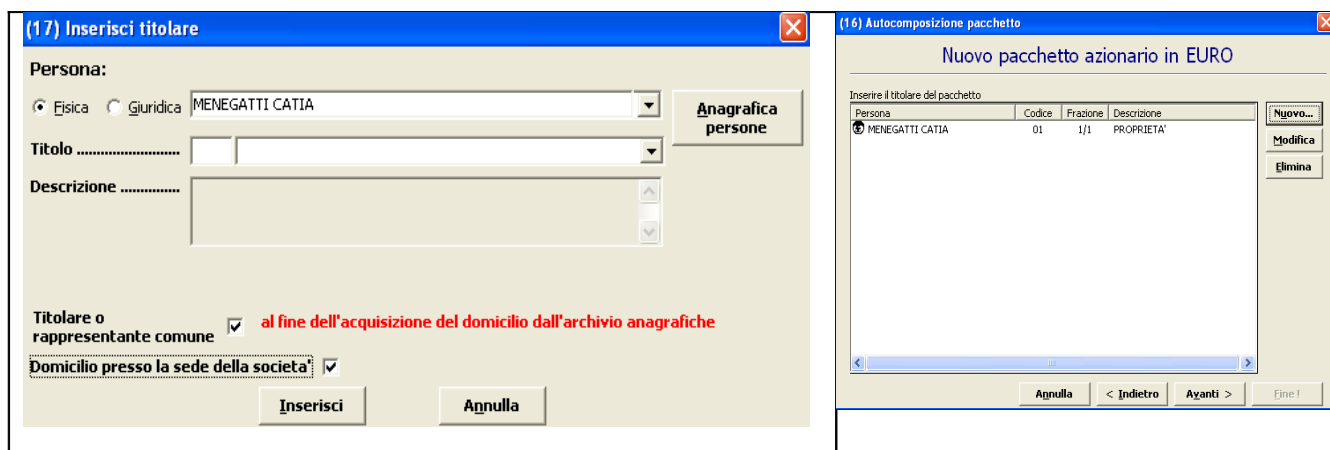 (17) Inserisci titolare
Persona:
Fisica Giuridica MENEGATTI CATIA
Anagrafica
persone
Titolo ..........................
Descrizione ...............
Titolare o
rappresentante comune
al fine dell'acquisizione del domicilio dall'archivio anagrafiche
Domicilio presso la sede della societa'
Inserisci Annulla
(16) Autocomposizione pacchetto
Nuovo pacchetto azionario in EURO
Inserire il titolare del pacchetto
Persona Codice Frazione Descrizione
MENEGATTI CATIA 01 1/1 PROPRIETA'
Nuovo...
Modifica
Elimina
Annulla < Indietro Avanti > Fine!